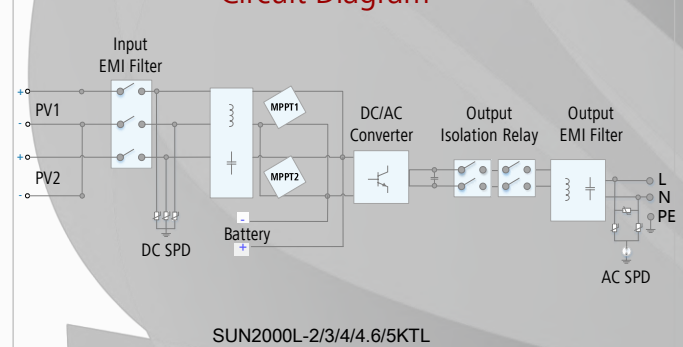 Circuit Diagram
Input
EMI Filter
+
PV1
-
+
PV2
-
DC SPD
MPPT1
MPPT2
-
Battery
+
DC/AC
Converter
Output
Isolation Relay
Output
EMI Filter
L
N
PE
AC SPD
SUN2000L-2/3/4/4.6/5KTL